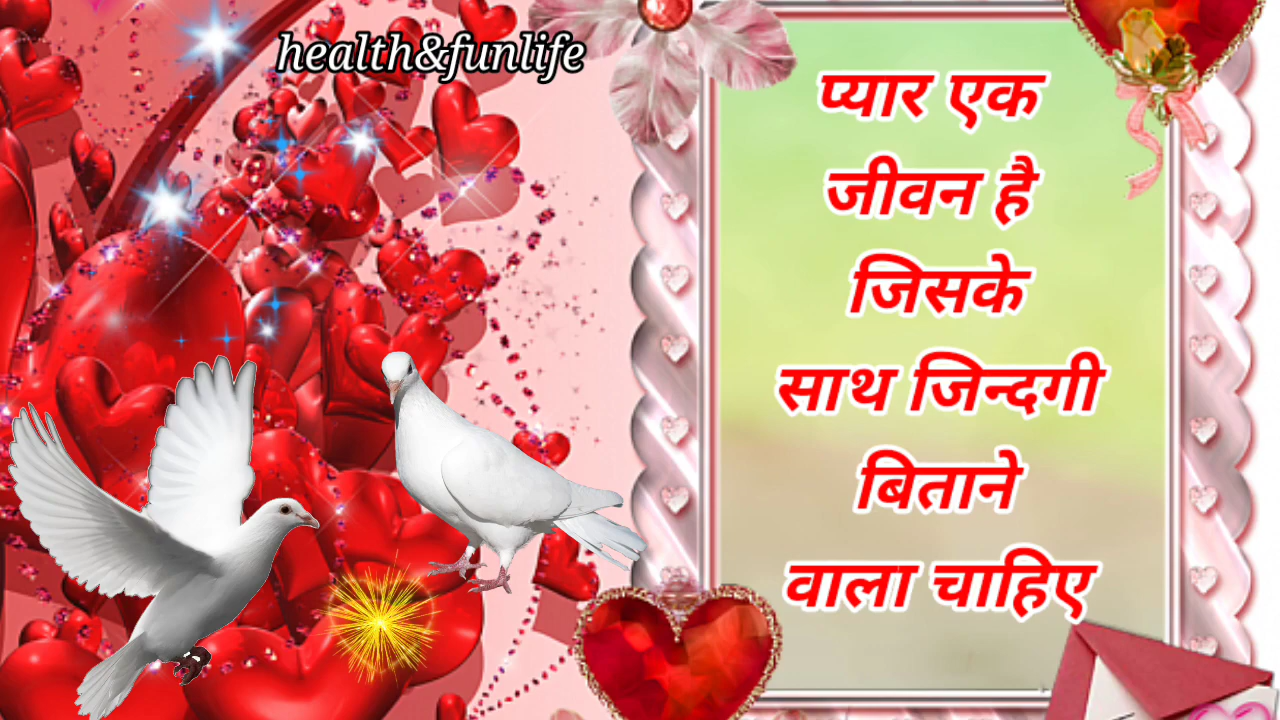 health&funlife
प्यार एक
जीवन है
जिसके
साथ जिन्दगी
बिताने
वाला चाहिए